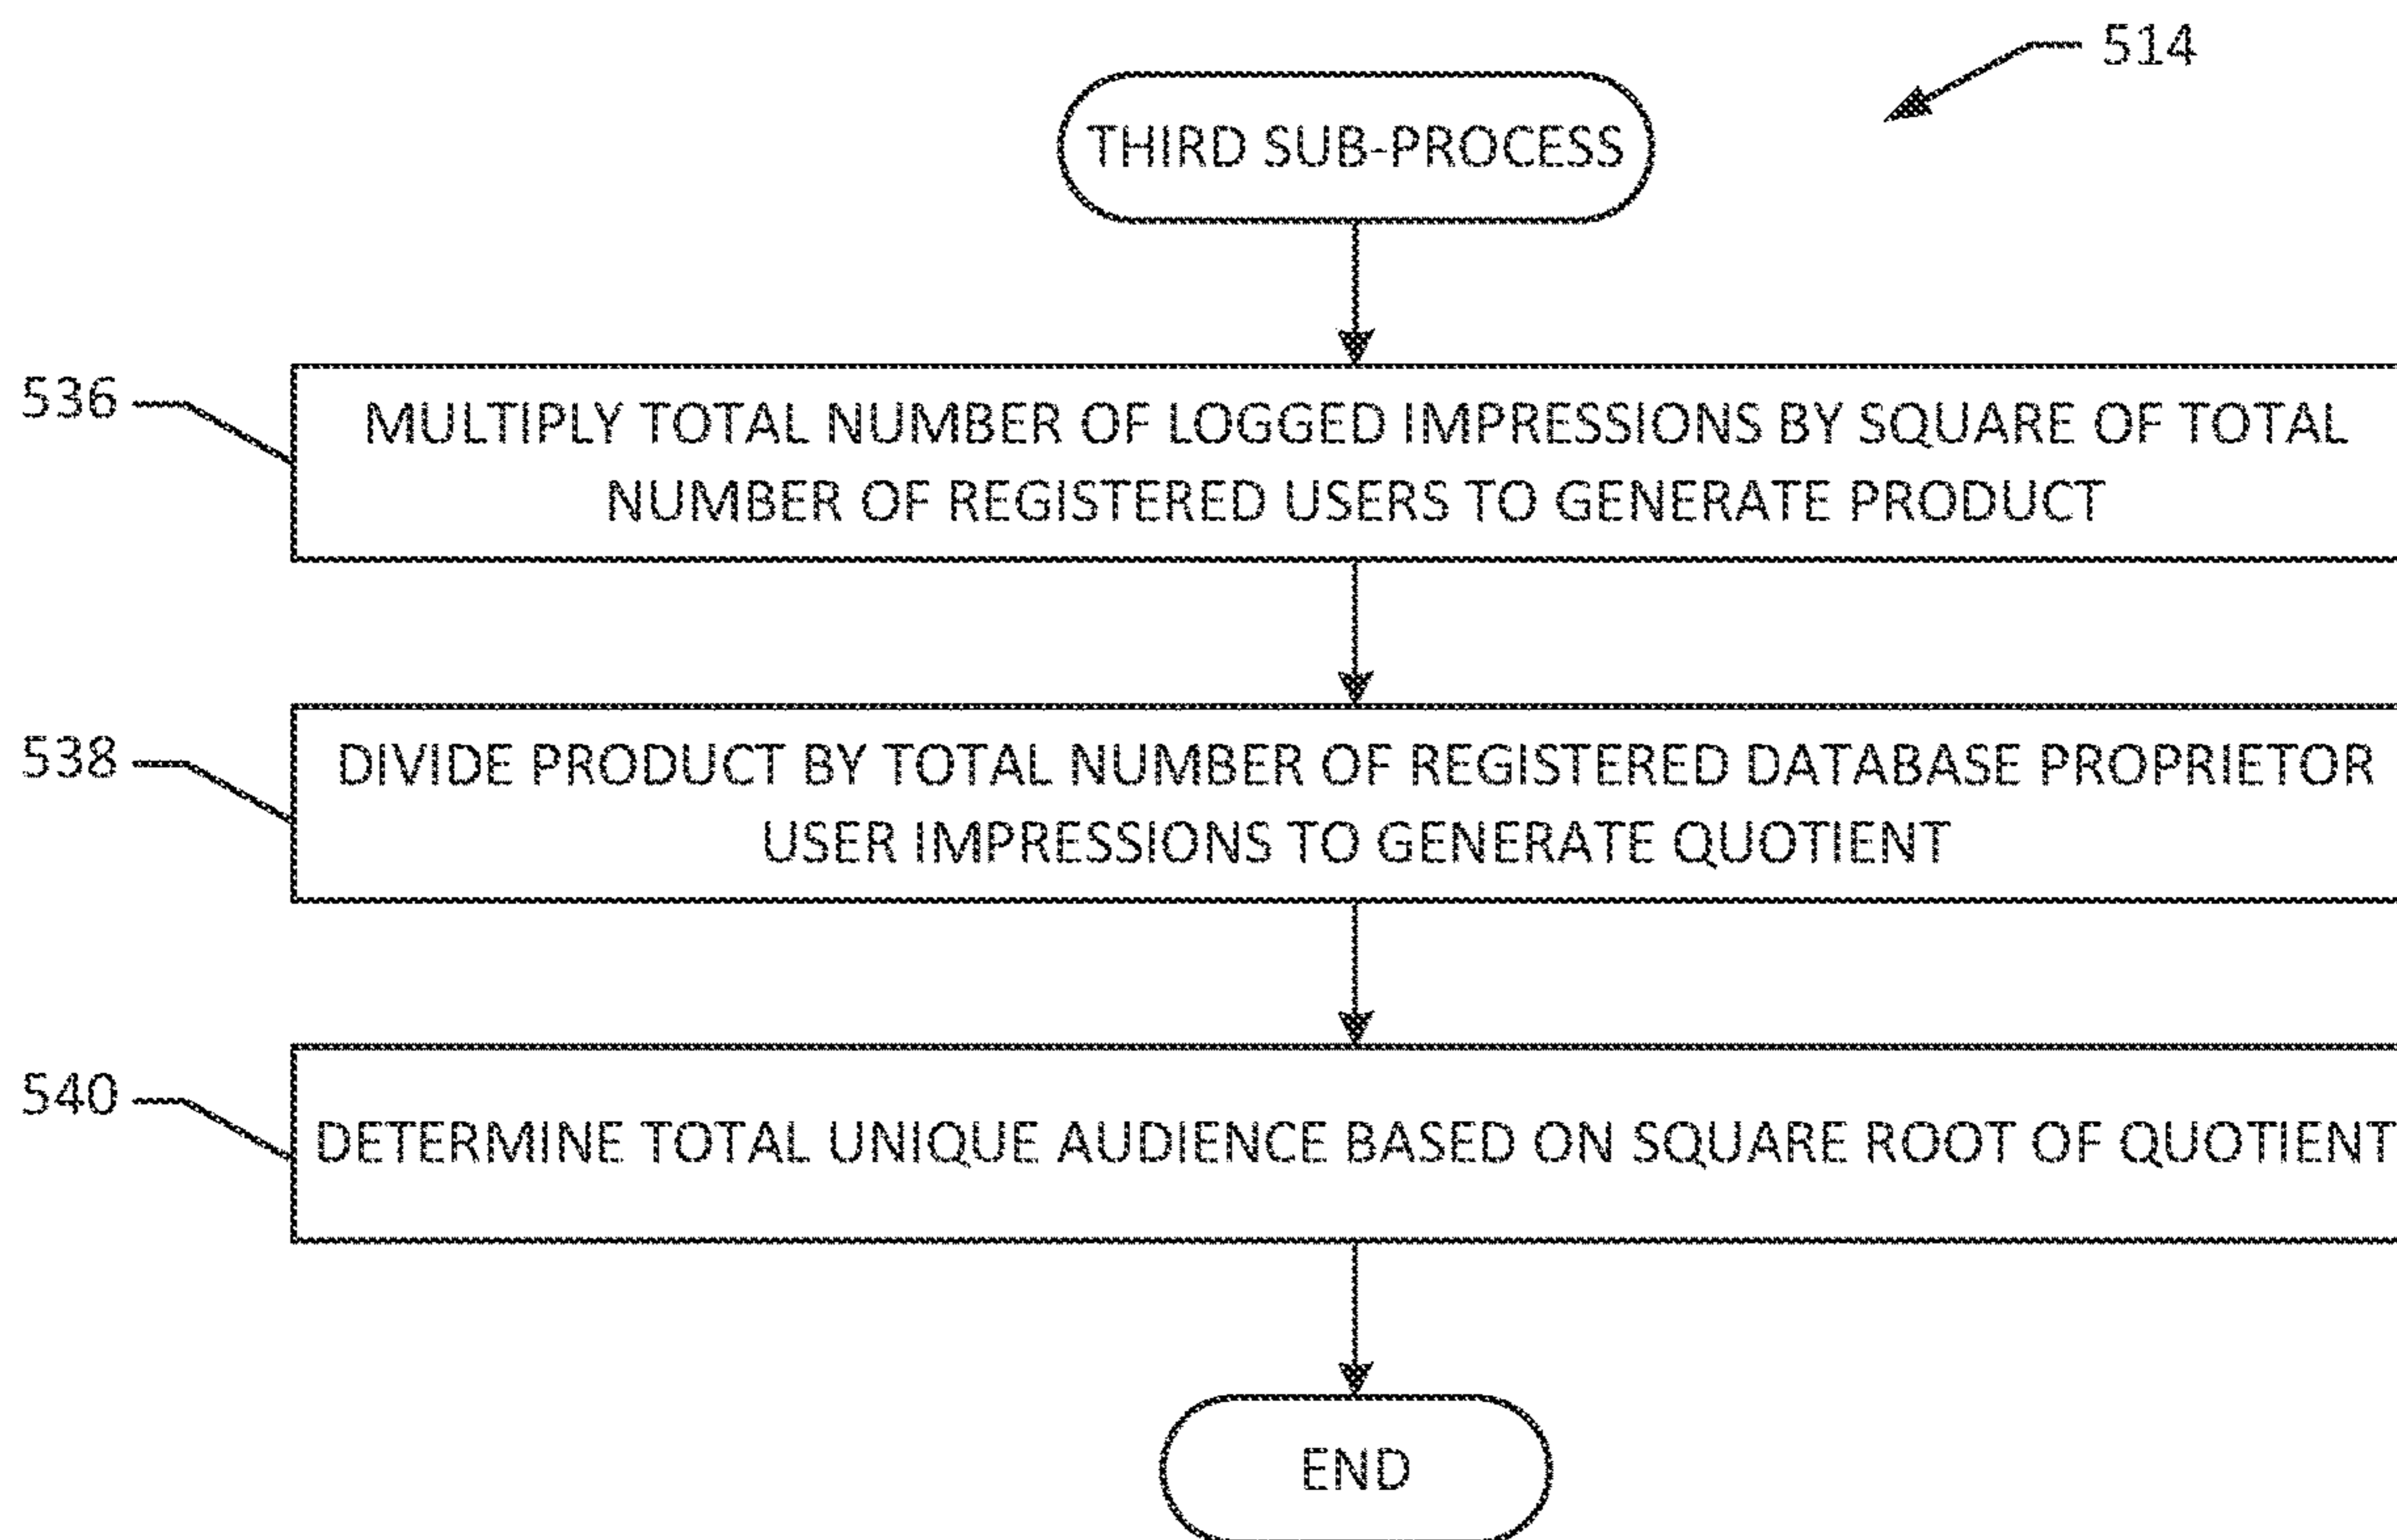 514
THIRD SUB-PROCESS
536
MULTIPLY TOTAL NUMBER OF LOGGED IMPRESSIONS BY SQUARE OF TOTAL
NUMBER OF REGISTERED USERS TO GENERATE PRODUCT
538
DIVIDE PRODUCT BY TOTAL NUMBER OF REGISTERED DATABASE PROPRIETOR
USER IMPRESSIONS TO GENERATE QUOTIENT
540
DETERMINE TOTAL UNIQUE AUDIENCE BASED ON SQUARE ROOT OF QUOTIENT
END